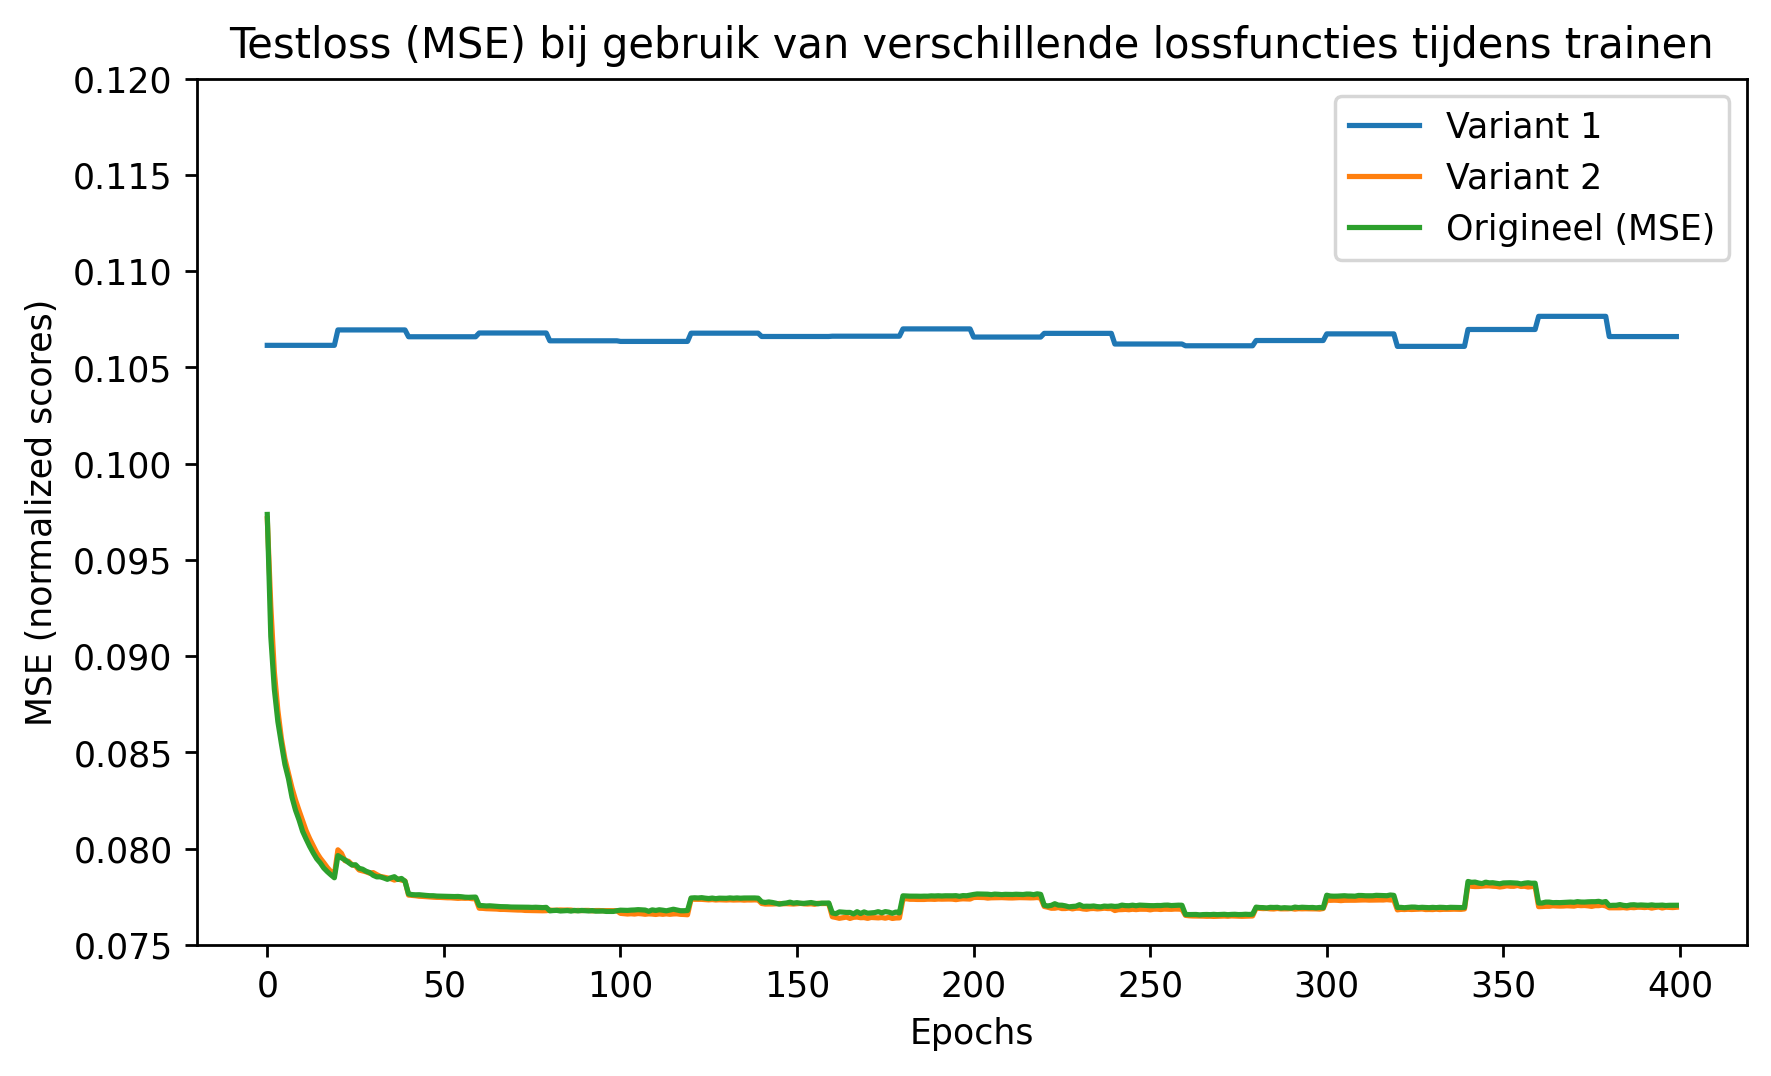 Testloss (MSE) bij gebruik van verschillende lossfuncties tijdens trainen
0.120
0.115
0.110
0.105
0.100
0.095
0.090
0.085
0.080
0.075
MSE (normalized scores)
Variant 1
Variant 2
Origineel (MSE)
0 50 100 150 200 250 300 350 400
Epochs